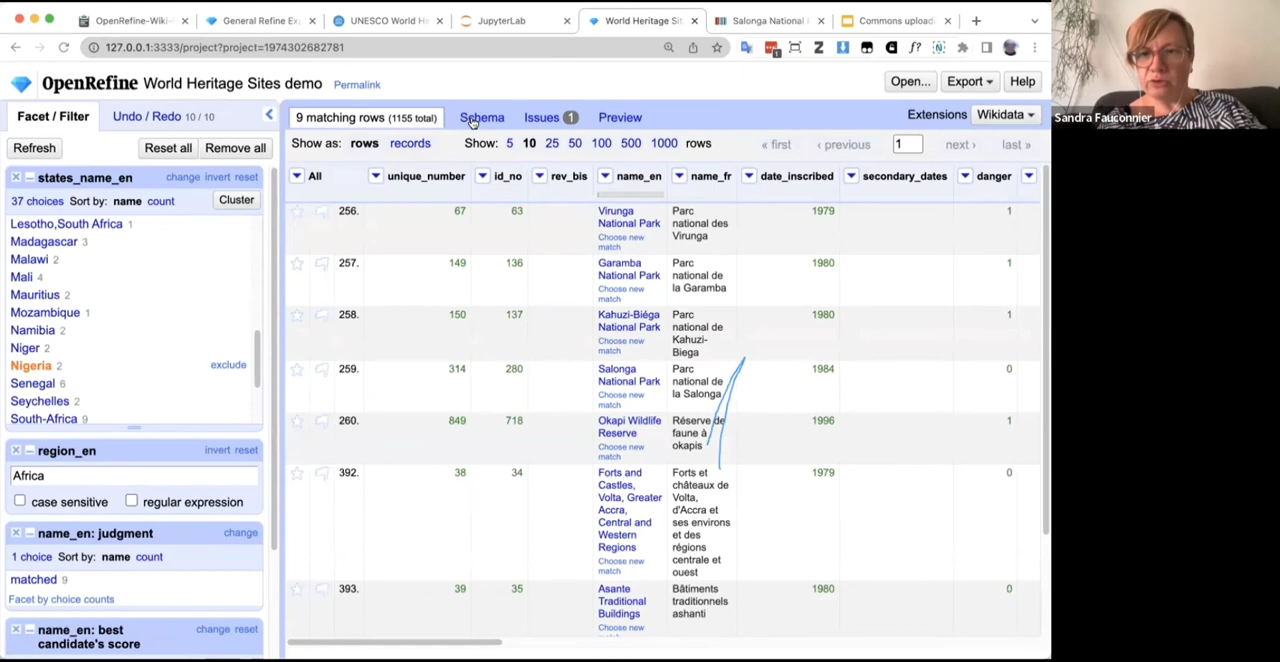 OpenRefine-Wiki-
General Refine Ex
UNESCO World He
JupyterLab
World Heritage Sit
Salonga National
Commons upload
127.0.0.1:3333/project?project=1974302682781
OpenRefine World Heritage Sites demo Permalink
Open...
Export
Help
Facet / Filter
Undo / Redo 10 / 10
9 matching rows (1155 total)
Schema
Issues 1
Preview
Extensions
Wikidata
Refresh
Reset all
Remove all
Show as: rows records
Show: 5 10 25 50 100 500 1000 rows
« first ‹ previous 1 next › last »
states_name_en
change invert reset
37 choices Sort by: name count
Cluster
Lesotho,South Africa 1
Madagascar 3
Malawi 2
Mali 4
Mauritius 2
Mozambique 1
Namibia 2
Niger 2
Nigeria 2
exclude
Senegal 6
Seychelles 2
South-Africa 9
region_en
invert reset
Africa
case sensitive
regular expression
name_en: judgment
change
1 choice Sort by: name count
matched 9
Facet by choice counts
name_en: best candidate's score
change reset
All unique_number id_no rev_bis name_en name_fr date_inscribed secondary_dates danger
256. 67 63 Virunga National Park Choose new match Parc national des Virunga 1979 1
257. 149 136 Garamba National Park Choose new match Parc national de la Garamba 1980 1
258. 150 137 Kahuzi-Biéga National Park Choose new match Parc national de Kahuzi-Biega 1980 1
259. 314 280 Salonga National Park Choose new match Parc national de la Salonga 1984 0
260. 849 718 Okapi Wildlife Reserve Choose new match Réserve de faune à okapis 1996 1
392. 38 34 Forts and Castles, Volta, Greater Accra, Central and Western Regions Choose new match Forts et châteaux de Volta, d'Accra et ses environs et des régions centrale et ouest 1979 0
393. 39 35 Asante Traditional Buildings Choose new Bâtiments traditionnels ashanti 1980 0
Sandra Fauconnier